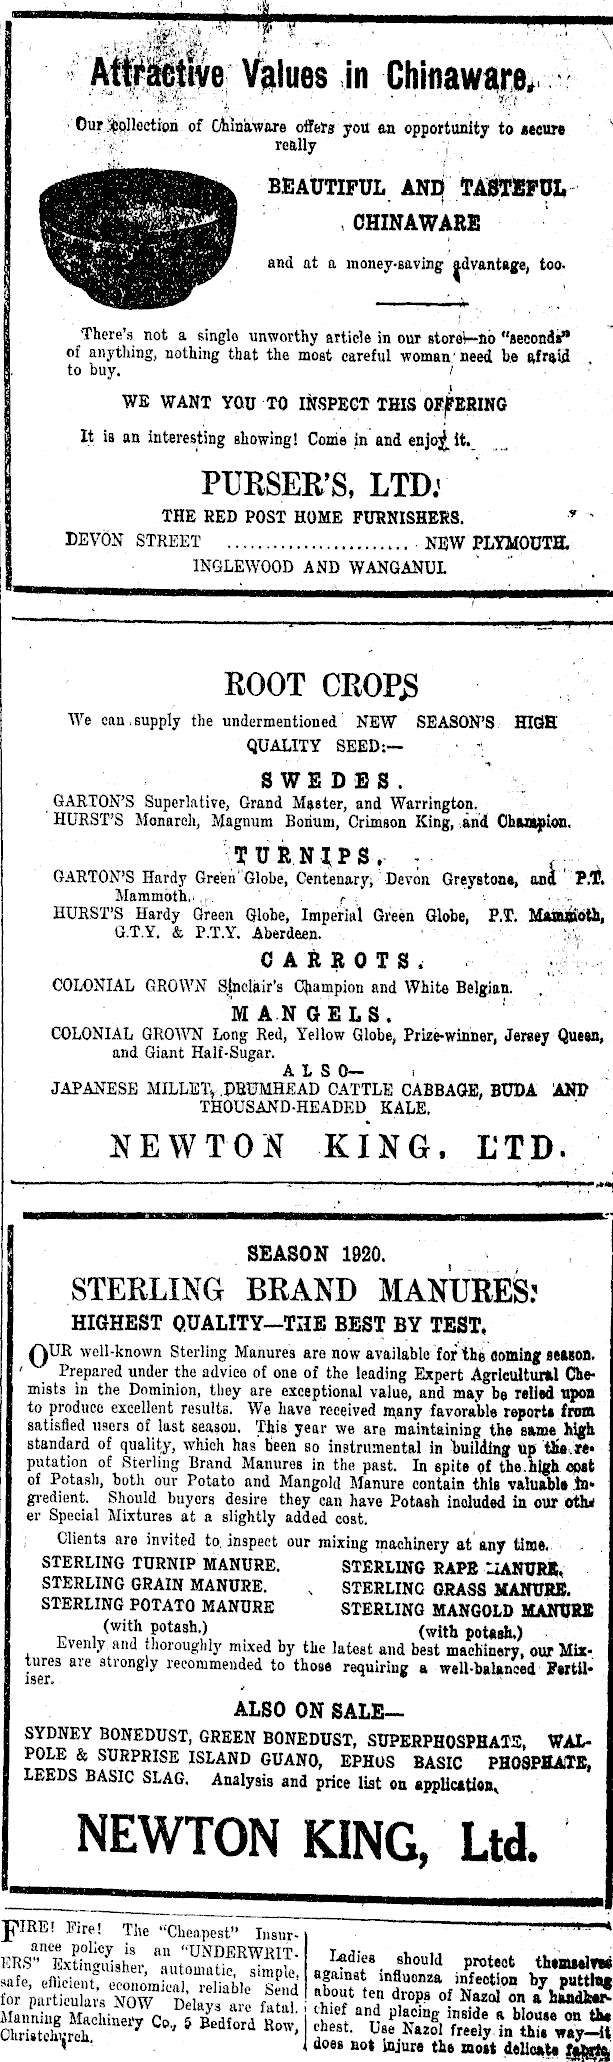 Attractive Values in Chinaware.
Our collection of Chinaware offers you an opportunity to secure
really
BEAUTIFUL AND TASTEFUL
CHINAWARE
and at a money-saving advantage, too.
There's not a single unworthy article in our store—no "seconds"
of anything, nothing that the most careful woman need be afraid
to buy.
WE WANT YOU TO INSPECT THIS OFFERING
It is an interesting showing! Come in and enjoy it.
PURSER'S, LTD.
THE RED POST HOME FURNISHERS.
DEVON STREET ........................ NEW PLYMOUTH.
INGLEWOOD AND WANGANUI.
ROOT CROPS
We can supply the undermentioned NEW SEASON'S HIGH
QUALITY SEED:—
SWEDES.
GARTON'S Superlative, Grand Master, and Warrington.
HURST'S Monarch, Magnum Bonum, Crimson King, and Champion.
TURNIPS.
GARTON'S Hardy Green Globe, Centenary, Devon Greystone, and P.T.
Mammoth.
HURST'S Hardy Green Globe, Imperial Green Globe, P.T. Mammoth,
G.T.Y. & P.T.Y. Aberdeen.
CARROTS.
COLONIAL GROWN Sinclair's Champion and White Belgian.
MANGELS.
COLONIAL GROWN Long Red, Yellow Globe, Prize-winner, Jersey Queen,
and Giant Half-Sugar.
ALSO—
JAPANESE MILLET, DRUMHEAD CATTLE CABBAGE, BUDA AND
THOUSAND-HEADED KALE.
NEWTON KING, LTD.
SEASON 1920.
STERLING BRAND MANURES.
HIGHEST QUALITY—THE BEST BY TEST.
OUR well-known Sterling Manures are now available for the coming season.
Prepared under the advice of one of the leading Expert Agricultural Che-
mists in the Dominion, they are exceptional value, and may be relied upon
to produce excellent results. We have received many favorable reports from
satisfied users of last season. This year we are maintaining the same high
standard of quality, which has been so instrumental in building up the re-
putation of Sterling Brand Manures in the past. In spite of the high cost
of Potash, both our Potato and Mangold Manure contain this valuable in-
gredient. Should buyers desire they can have Potash included in our oth-
er Special Mixtures at a slightly added cost.
Clients are invited to inspect our mixing machinery at any time.
STERLING TURNIP MANURE. STERLING RAPE MANURE.
STERLING GRAIN MANURE. STERLING GRASS MANURE.
STERLING POTATO MANURE STERLING MANGOLD MANURE
(with potash.) (with potash.)
Evenly and thoroughly mixed by the latest and best machinery, our Mix-
tures are strongly recommended to those requiring a well-balanced Fertil-
iser.
ALSO ON SALE—
SYDNEY BONEDUST, GREEN BONEDUST, SUPERPHOSPHATE, WAL-
POLE & SURPRISE ISLAND GUANO, EPHOS BASIC PHOSPHATE,
LEEDS BASIC SLAG. Analysis and price list on application.
NEWTON KING, Ltd.
FIRE! Fire! The "Cheapest" Insur-
ance policy is an "UNDERWRIT-
ERS" Extinguisher, automatic, simple,
safe, efficient, economical, reliable Send
for particulars NOW Delays are fatal.
Manning Machinery Co., 5 Bedford Row,
Christchurch.
Ladies should protect themselves
against influenza infection by putting
about ten drops of Nazol on a handker-
chief and placing inside a blouse on the
chest. Use Nazol freely in this way—it
does not injure the most delicate fabric.